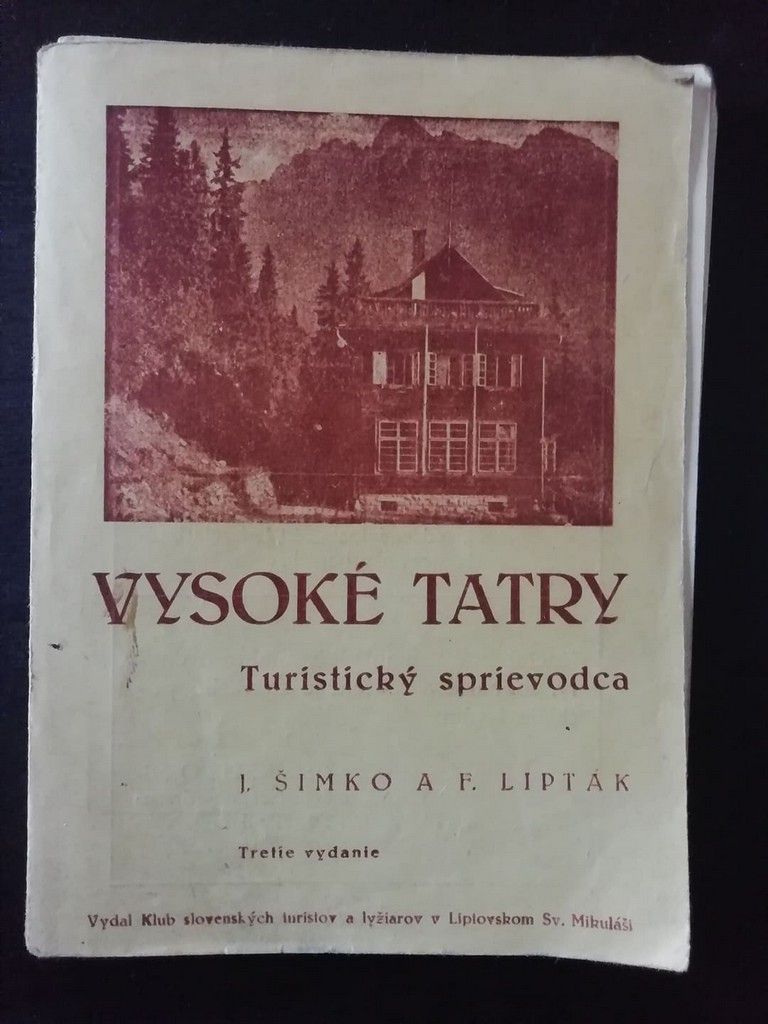 VYSOKÉ TATRY
Turistický sprievodca
J. ŠIMKO A F. LIPTÁK
Tretie vydanie
Vydal Klub slovenských turistov a lyžiarov v Liptovskom Sv. Mikuláši